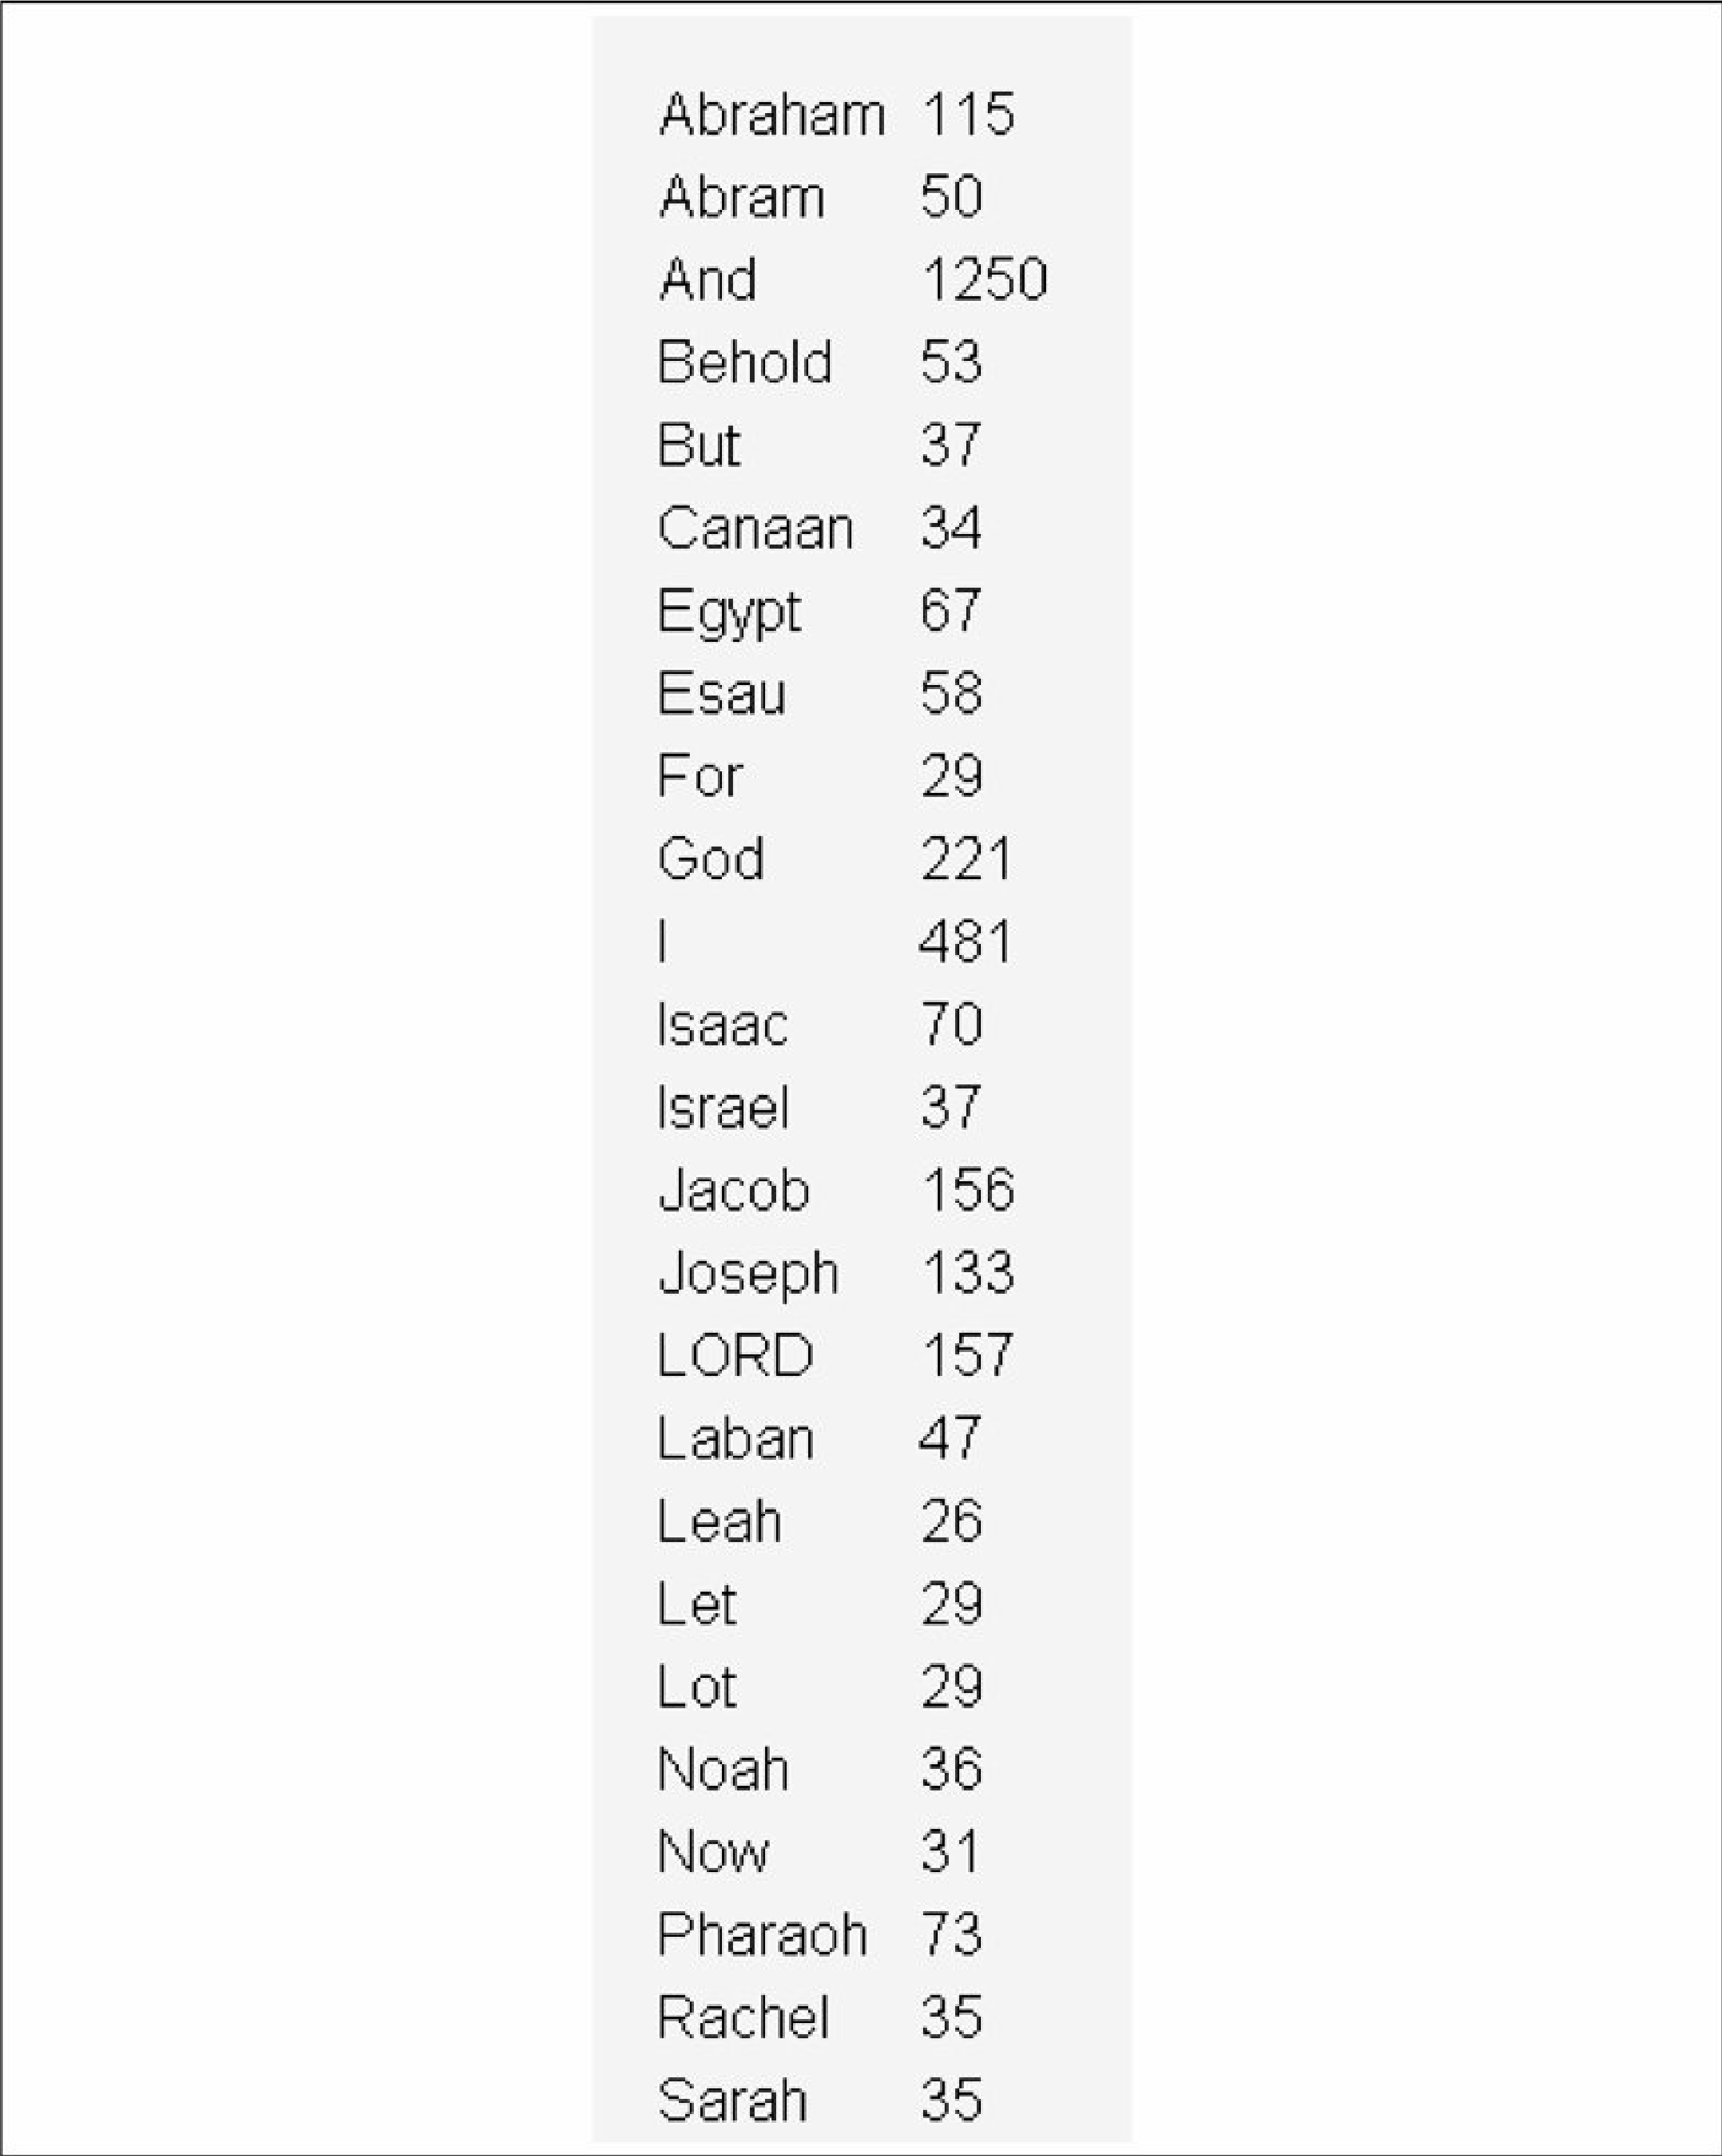 Abraham 115
Abram 50
And 1250
Behold 53
But 37
Canaan 34
Egypt 67
Esau 58
For 29
God 221
I 481
Isaac 70
Israel 37
Jacob 156
Joseph 133
LORD 157
Laban 47
Leah 26
Let 29
Lot 29
Noah 36
Now 31
Pharaoh 73
Rachel 35
Sarah 35